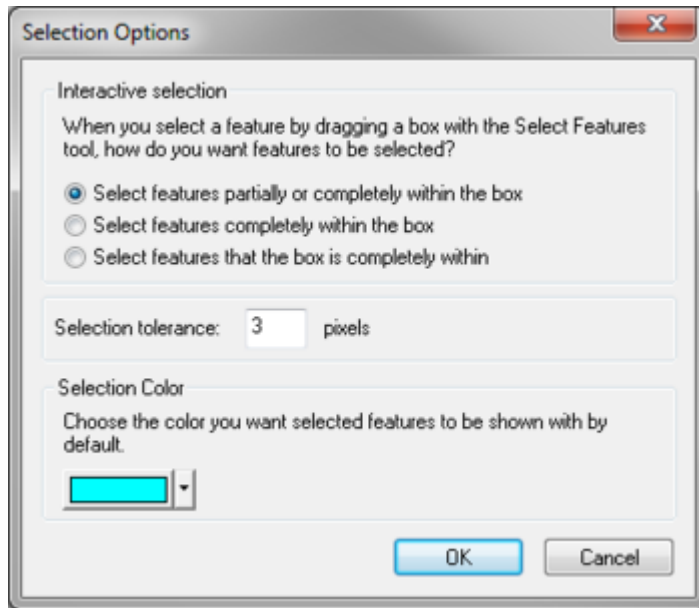 Selection Options
Interactive selection
When you select a feature by dragging a box with the Select Features
tool, how do you want features to be selected?
Select features partially or completely within the box
Select features completely within the box
Select features that the box is completely within
Selection tolerance: 3 pixels
Selection Color
Choose the color you want selected features to be shown with by
default.
OK Cancel